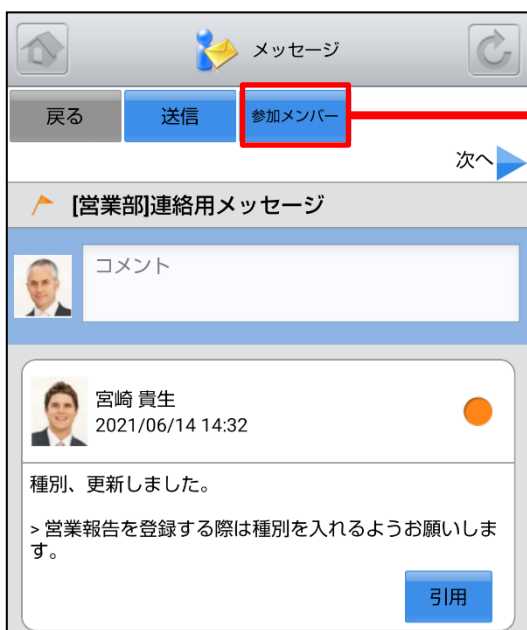 メッセージ
戻る 送信 参加メンバー
次へ
[営業部]連絡用メッセージ
コメント
宮崎 貴生
2021/06/14 14:32
種別、更新しました。
> 営業報告を登録する際は種別を入れるようお願いしま
す。
引用